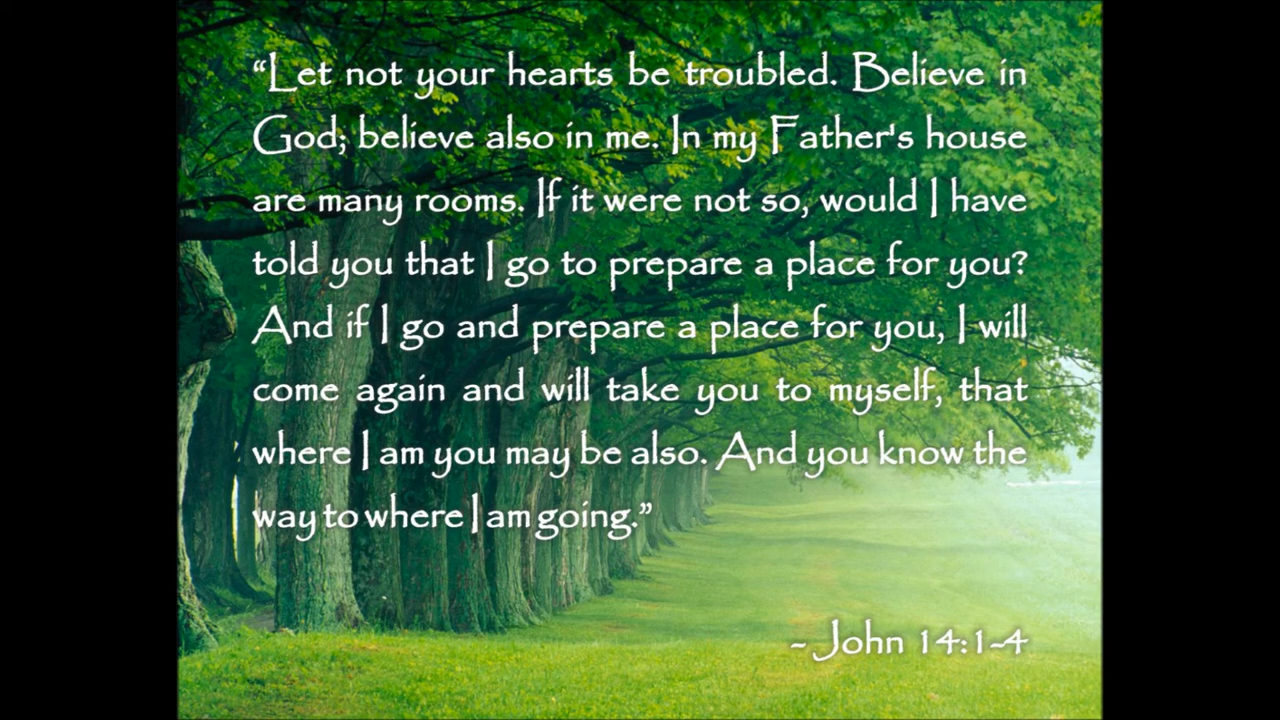 “Let not your hearts be troubled. Believe in
God; believe also in me. In my Father's house
are many rooms. If it were not so, would I have
told you that I go to prepare a place for you?
And if I go and prepare a place for you, I will
come again and will take you to myself, that
where I am you may be also. And you know the
way to where I am going.”
- John 14:1-4